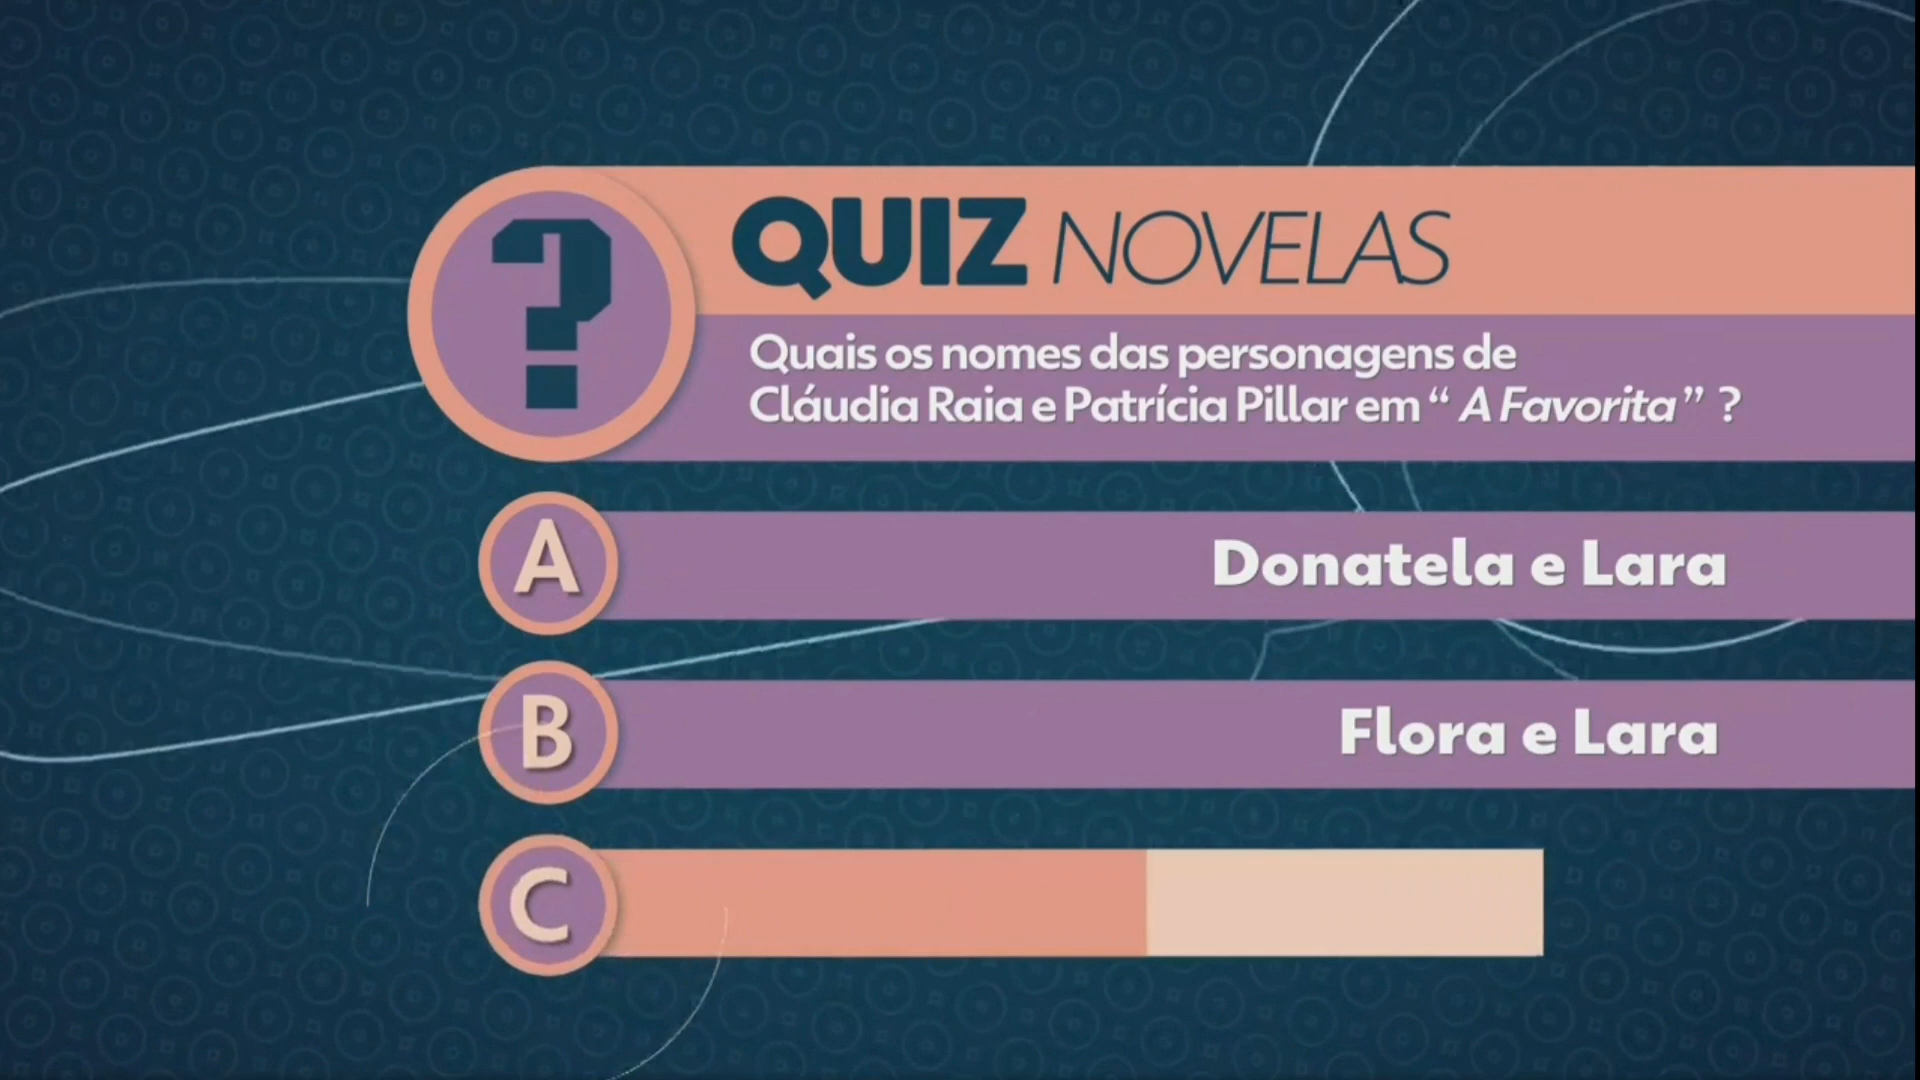 ?
QUIZ NOVELAS
Quais os nomes das personagens de
Cláudia Raia e Patrícia Pillar em “ A Favorita” ?
A Donatela e Lara
B Flora e Lara
C